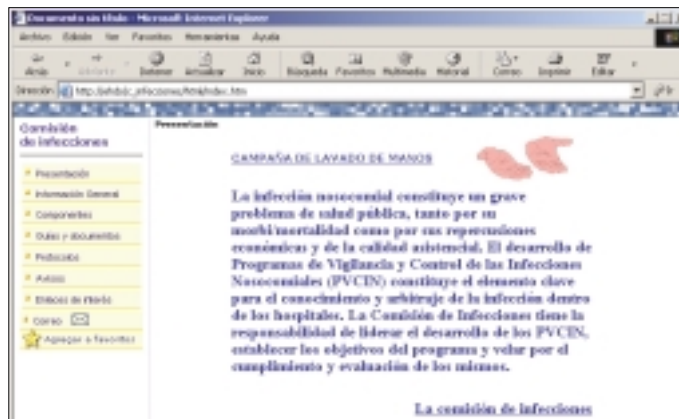 Documento sin título - Microsoft Internet Explorer
Archivo Edición Ver Favoritos Herramientas Ayuda
Atrás Adelante Detener Actualizar Inicio Búsqueda Favoritos Multimedia Historial Correo Imprimir Editar
Dirección
Comisión
de infecciones
Presentación
Información General
Componentes
Guías y documentos
Protocolos
Avisos
Enlaces de interés
Correo
Agregar a favoritos
Presentación
CAMPAÑA DE LAVADO DE MANOS
La infección nosocomial constituye un grave
problema de salud pública, tanto por su
morbi/mortalidad como por sus repercusiones
económicas y de la calidad asistencial. El desarrollo de
Programas de Vigilancia y Control de las Infecciones
Nosocomiales (PVCIN) constituye el elemento clave
para el conocimiento y arbitraje de la infección dentro
de los hospitales. La Comisión de Infecciones tiene la
responsabilidad de liderar el desarrollo de los PVCIN,
establecer los objetivos del programa y velar por el
cumplimiento y evaluación de los mismos.
La comisión de infecciones